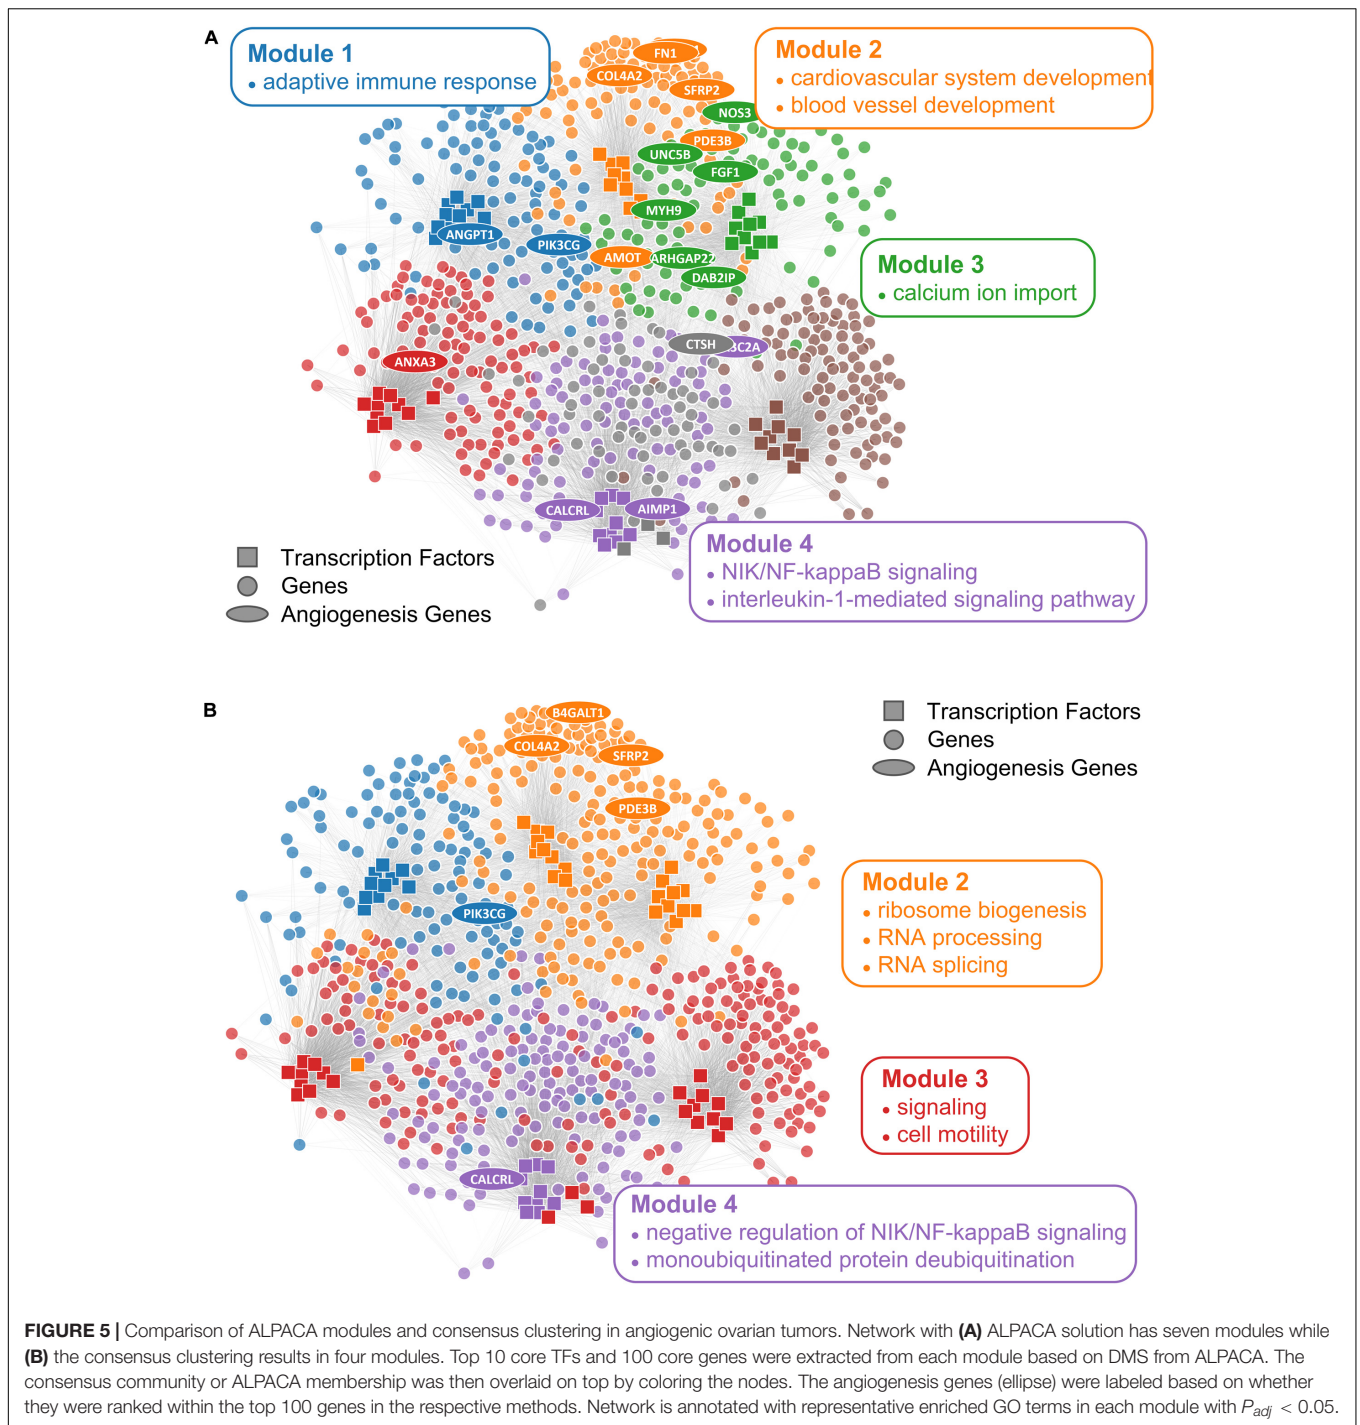 A
Module 1
• adaptive immune response
Module 2
• cardiovascular system development
• blood vessel development
FN1
COL4A2
SFRP2
NOS3
PDE3B
UNC5B
FGF1
MYH9
ANGPT1
PIK3CG
AMOT
ARHGAP22
DAB2IP
Module 3
• calcium ion import
CTSH
ANXA3
CALCRL
AIMP1
Module 4
• NIK/NF-kappaB signaling
• interleukin-1-mediated signaling pathway
Transcription Factors
Genes
Angiogenesis Genes
B
B4GALT1
COL4A2
SFRP2
PDE3B
Transcription Factors
Genes
Angiogenesis Genes
PIK3CG
Module 2
• ribosome biogenesis
• RNA processing
• RNA splicing
Module 3
• signaling
• cell motility
CALCRL
Module 4
• negative regulation of NIK/NF-kappaB signaling
• monoubiquitinated protein deubiquitination
FIGURE 5 | Comparison of ALPACA modules and consensus clustering in angiogenic ovarian tumors. Network with (A) ALPACA solution has seven modules while
(B) the consensus clustering results in four modules. Top 10 core TFs and 100 core genes were extracted from each module based on DMS from ALPACA. The
consensus community or ALPACA membership was then overlaid on top by coloring the nodes. The angiogenesis genes (ellipse) were labeled based on whether
they were ranked within the top 100 genes in the respective methods. Network is annotated with representative enriched GO terms in each module with Padj < 0.05.